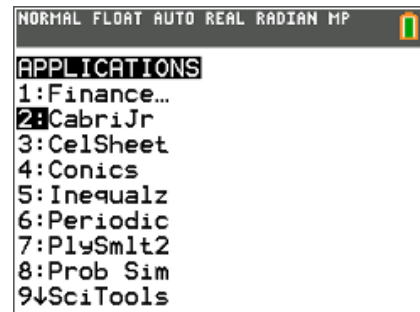 NORMAL FLOAT AUTO REAL RADIAN MP
APPLICATIONS
1:Finance…
2:CabriJr
3:CelSheet
4:Conics
5:Inequalz
6:Periodic
7:PlySmlt2
8:Prob Sim
9↓SciTools